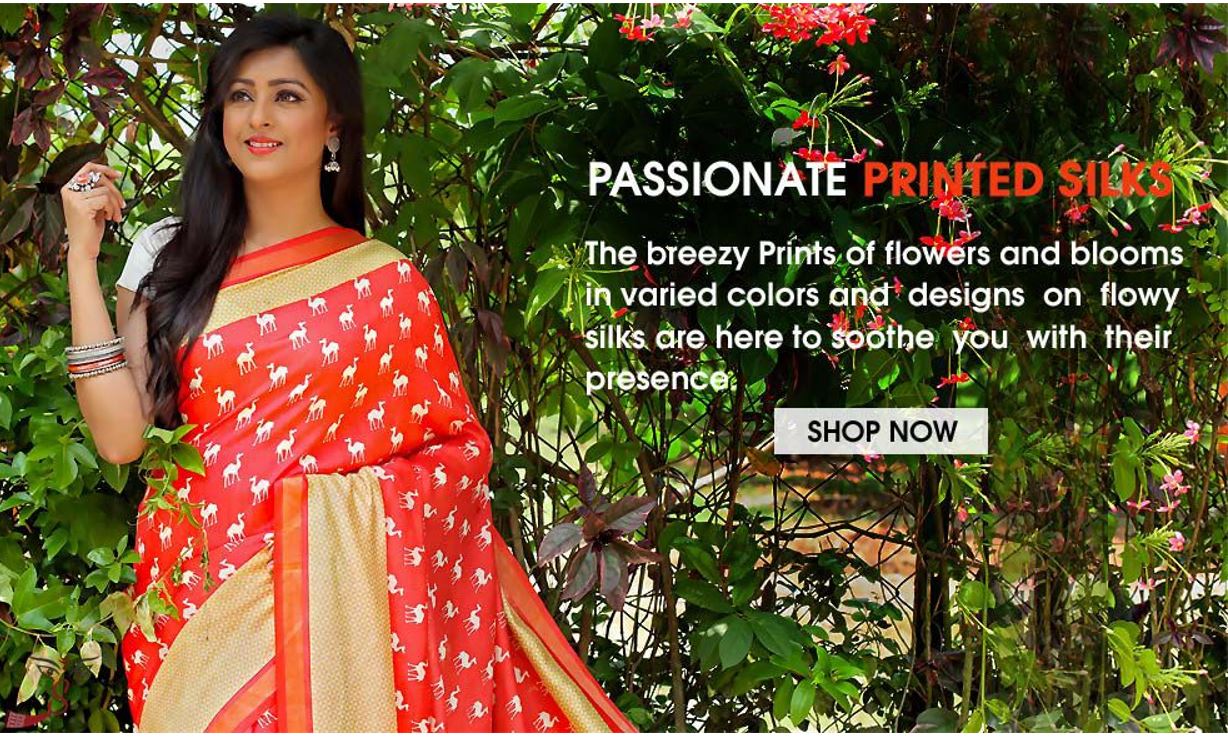 PASSIONATE PRINTED SILKS
The breezy Prints of flowers and blooms
in varied colors and designs on flowy
silks are here to soothe you with their
presence.
SHOP NOW